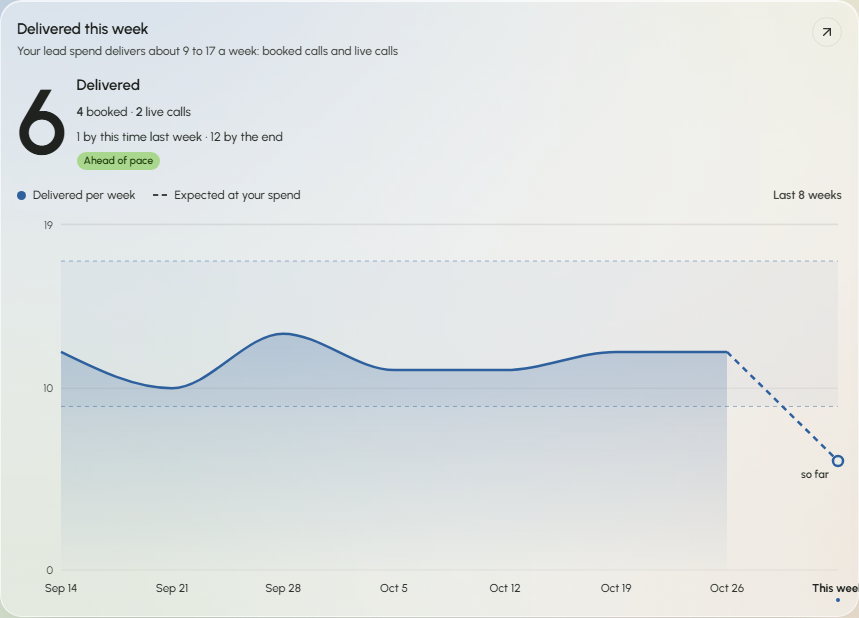 Delivered this week
Your lead spend delivers about 9 to 17 a week: booked calls and live calls
6
Delivered
4 booked · 2 live calls
1 by this time last week · 12 by the end
Ahead of pace
Delivered per week
Expected at your spend
Last 8 weeks
19
10
0
so far
Sep 14
Sep 21
Sep 28
Oct 5
Oct 12
Oct 19
Oct 26
This week